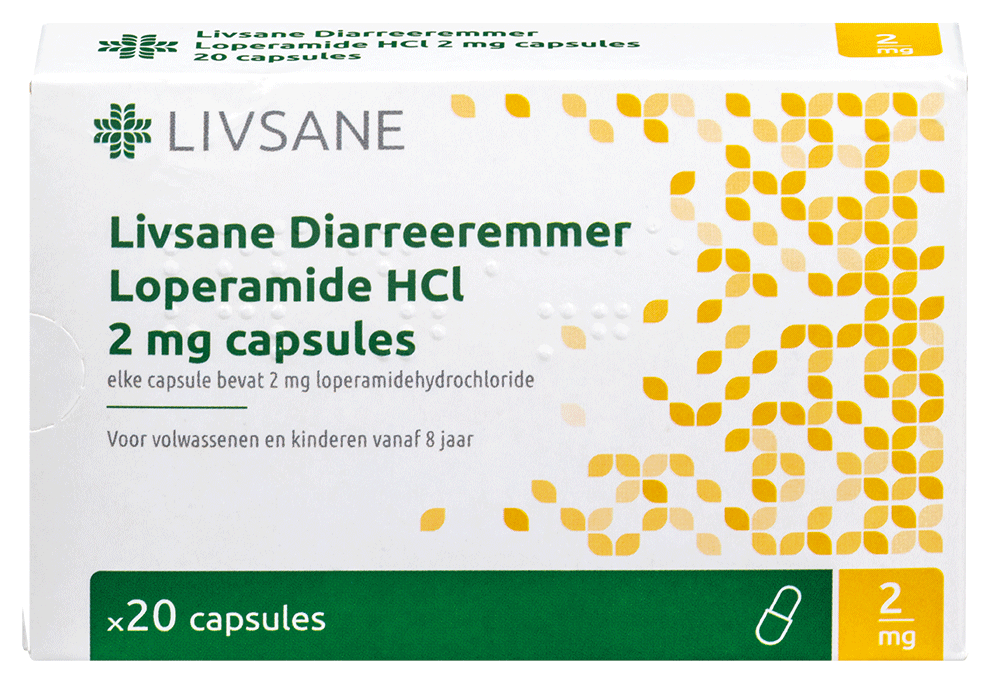 Livsane Diarreeremmer
Loperamide HCl 2 mg capsules
20 capsules
2
mg
LIVSANE
Livsane Diarreeremmer
Loperamide HCl
2 mg capsules
elke capsule bevat 2 mg loperamidehydrochloride
Voor volwassenen en kinderen vanaf 8 jaar
x20 capsules
2
mg